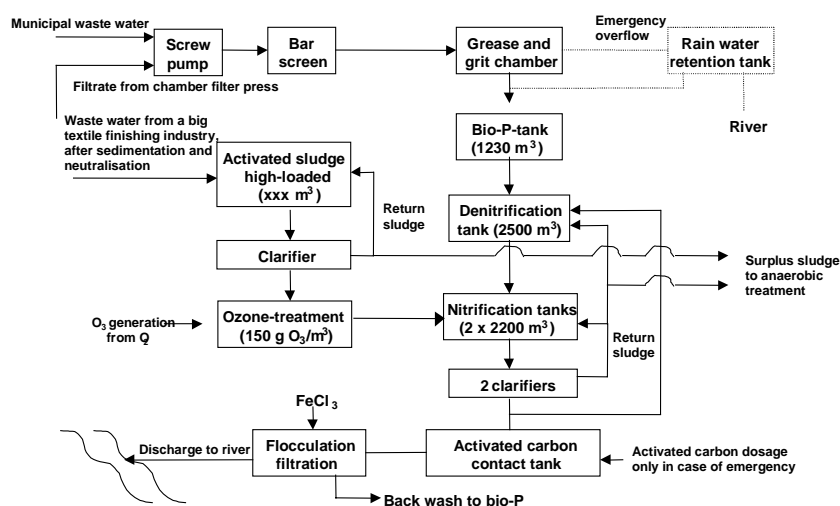 Municipal waste water
Screw
pump
Bar
screen
Grease and
grit chamber
Emergency
overflow
Rain water
retention tank
Filtrate from chamber filter press
River
Waste water from a big
textile finishing industry,
after sedimentation and
neutralisation
Bio-P-tank
(1230 m³)
Activated sludge
high-loaded
(xxx m³)
Return
sludge
Denitrification
tank (2500 m³)
Clarifier
Surplus sludge
to anaerobic
treatment
O₃ generation
from O₂
Ozone-treatment
(150 g O₃/m³)
Nitrification tanks
(2 x 2200 m³)
Return
sludge
2 clarifiers
FeCl₃
Discharge to river
Flocculation
filtration
Activated carbon
contact tank
Activated carbon dosage
only in case of emergency
Back wash to bio-P